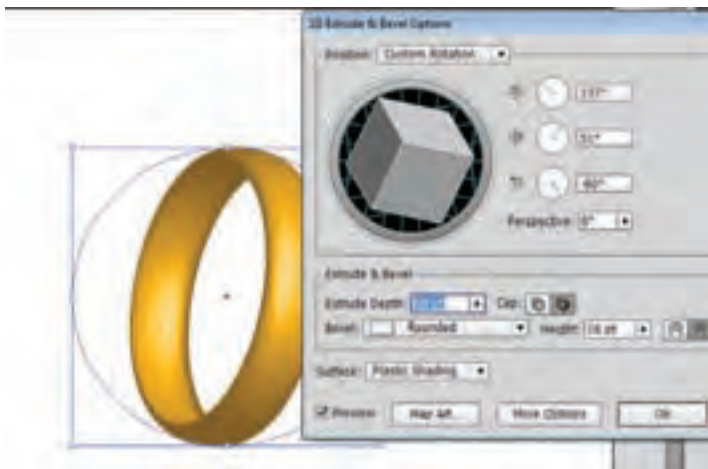 3D Extrude & Bevel Options
Position: Custom Rotation
Perspective: 0°
Extrude & Bevel
Extrude Depth: Cap:
Bevel: Rounded Height:
Surface: Plastic Shading
Preview Map Art... More Options OK